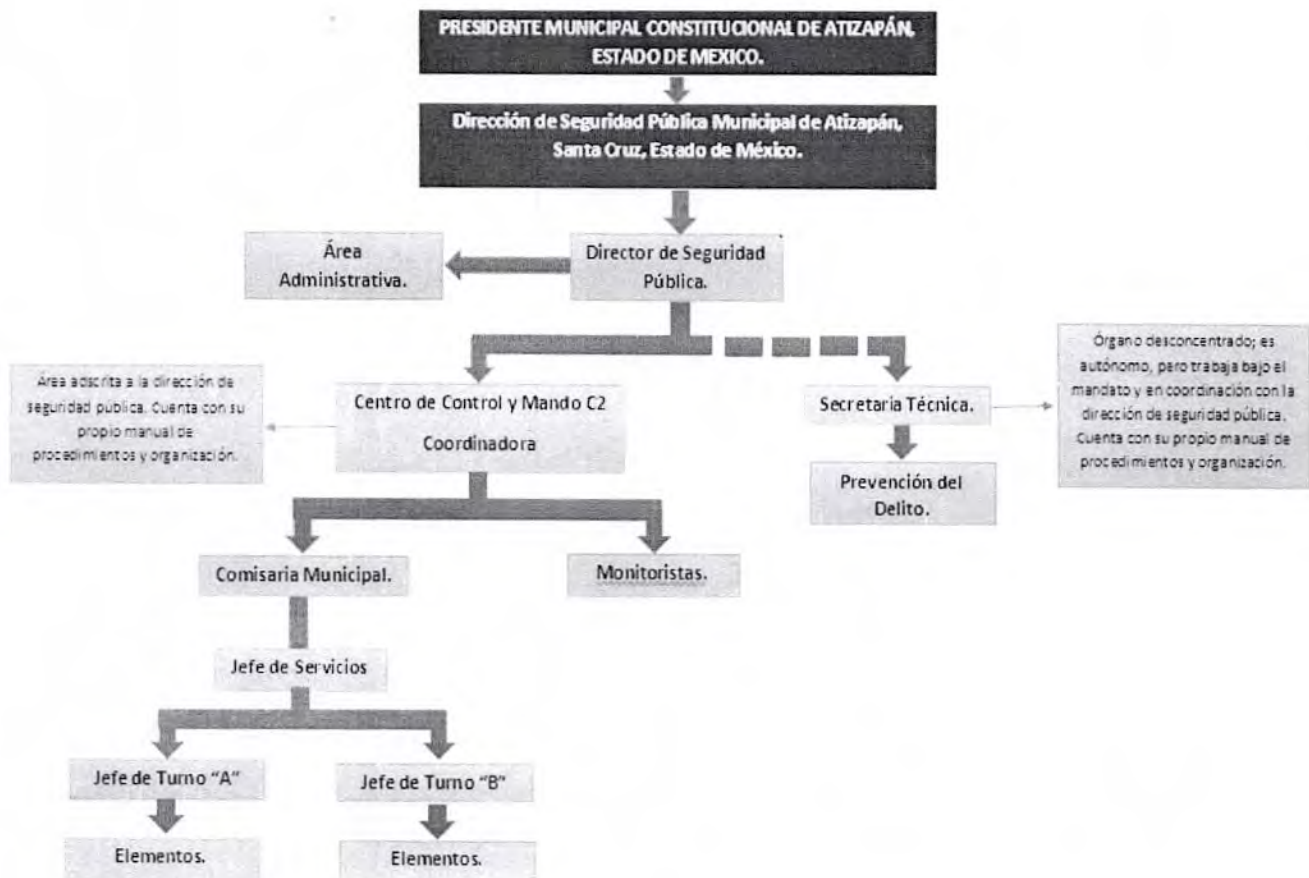 PRESIDENTE MUNICIPAL CONSTITUCIONAL DE ATIZAPÁN,
ESTADO DE MEXICO.
Dirección de Seguridad Pública Municipal de Atizapán,
Santa Cruz, Estado de México.
Área
Administrativa.
Director de Seguridad
Pública.
Área adscrita a la dirección de
seguridad pública. Cuenta con su
propio manual de
procedimientos y organización.
Centro de Control y Mando C2
Coordinadora
Secretaria Técnica.
Órgano desconcentrado; es
autónomo, pero trabaja bajo el
mandato y en coordinación con la
dirección de seguridad pública.
Cuenta con su propio manual de
procedimientos y organización.
Prevención del
Delito.
Comisaria Municipal.
Monitoristas.
Jefe de Servicios
Jefe de Turno "A"
Jefe de Turno "B"
Elementos.
Elementos.